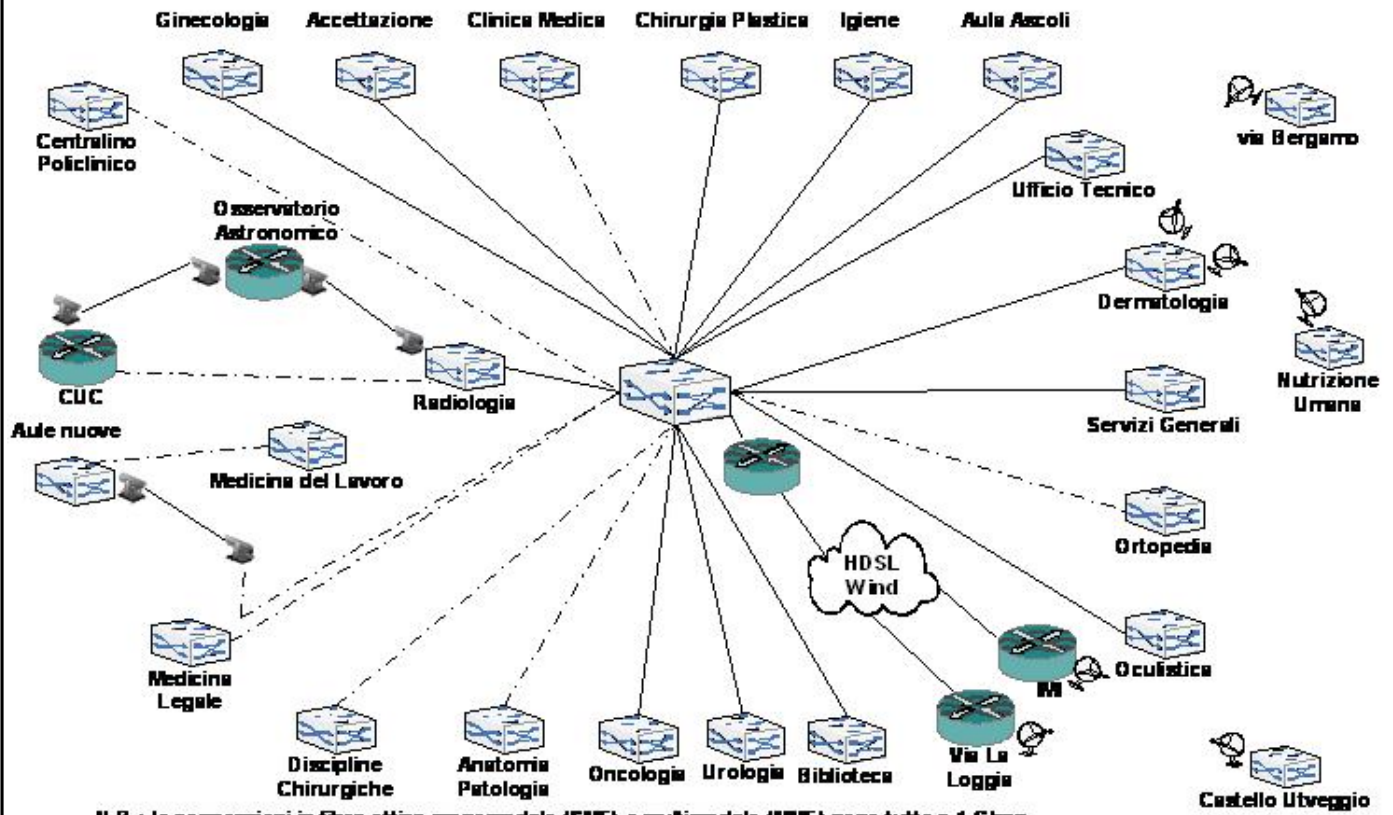 Ginecologia
Accettazione
Clinica Medica
Chirurgia Plastica
Igiene
Aula Ascoli
Centralino
Policlinico
via Bergamo
Ufficio Tecnico
Osservatorio
Astronomico
Dermatologia
CUC
Radiologia
Nutrizione
Umana
Servizi Generali
Aule nuove
Medicina del Lavoro
Ortopedia
HDSL
Wind
Medicina
Legale
Oculistica
Discipline
Chirurgiche
Anatomia
Patologia
Oncologia
Urologia
Biblioteca
Via La
Loggia
Castello Utveggio